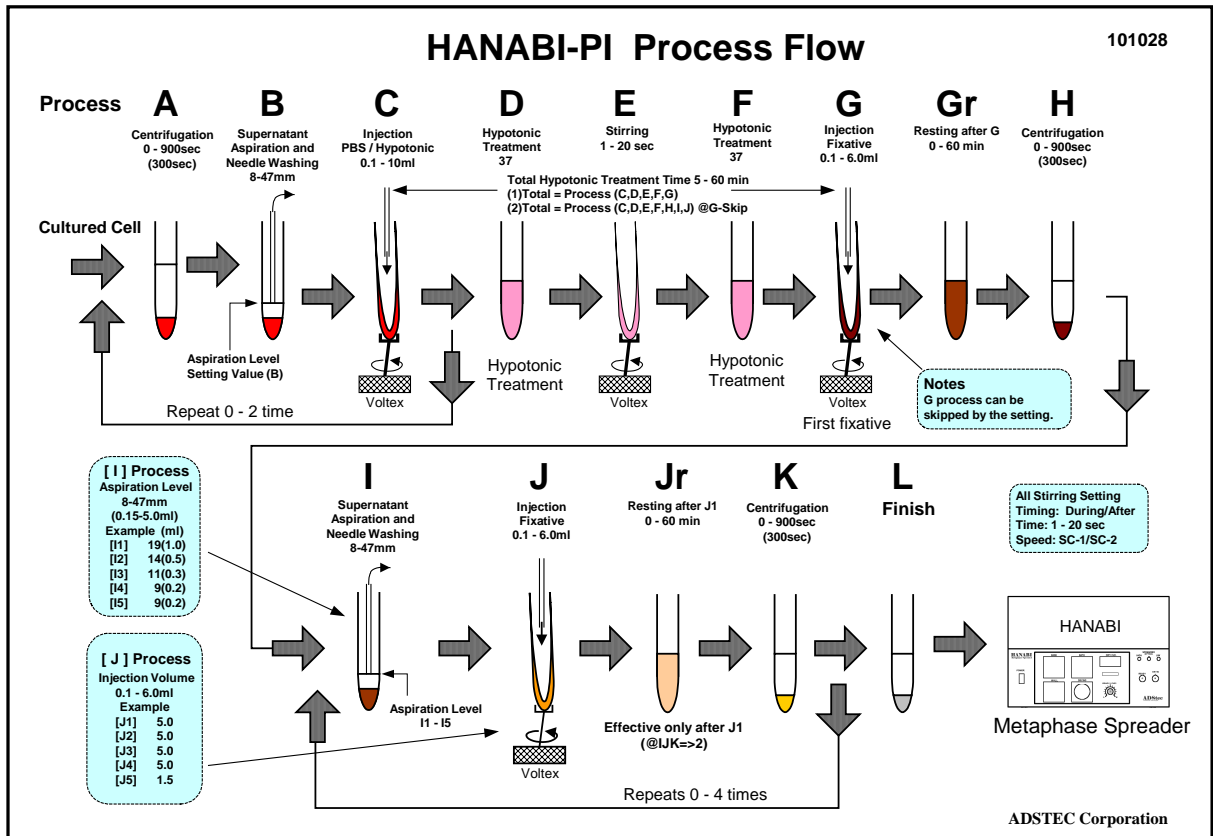 HANABI-PI Process Flow
101028
Process
A
Centrifugation
0 - 900sec
(300sec)
B
Supernatant
Aspiration and
Needle Washing
8-47mm
C
Injection
PBS / Hypotonic
0.1 - 10ml
D
Hypotonic
Treatment
37
E
Stirring
1 - 20 sec
F
Hypotonic
Treatment
37
G
Injection
Fixative
0.1 - 6.0ml
Gr
Resting after G
0 - 60 min
H
Centrifugation
0 - 900sec
(300sec)
Total Hypotonic Treatment Time 5 - 60 min
(1)Total = Process (C,D,E,F,G)
(2)Total = Process (C,D,E,F,H,I,J) @G-Skip
Cultured Cell
Aspiration Level
Setting Value (B)
Voltex
Hypotonic
Treatment
Voltex
Hypotonic
Treatment
Voltex
First fixative
Notes
G process can be
skipped by the setting.
Repeat 0 - 2 time
[ I ] Process
Aspiration Level
8-47mm
(0.15-5.0ml)
Example (ml)
[I1] 19(1.0)
[I2] 14(0.5)
[I3] 11(0.3)
[I4] 9(0.2)
[I5] 9(0.2)
I
Supernatant
Aspiration and
Needle Washing
8-47mm
J
Injection
Fixative
0.1 - 6.0ml
Jr
Resting after J1
0 - 60 min
K
Centrifugation
0 - 900sec
(300sec)
L
Finish
All Stirring Setting
Timing: During/After
Time: 1 - 20 sec
Speed: SC-1/SC-2
[ J ] Process
Injection Volume
0.1 - 6.0ml
Example
[J1] 5.0
[J2] 5.0
[J3] 5.0
[J4] 5.0
[J5] 1.5
Aspiration Level
I1 - I5
Voltex
Effective only after J1
(@IJK=>2)
Repeats 0 - 4 times
HANABI
HANABI
ADStec
Metaphase Spreader
ADSTEC Corporation